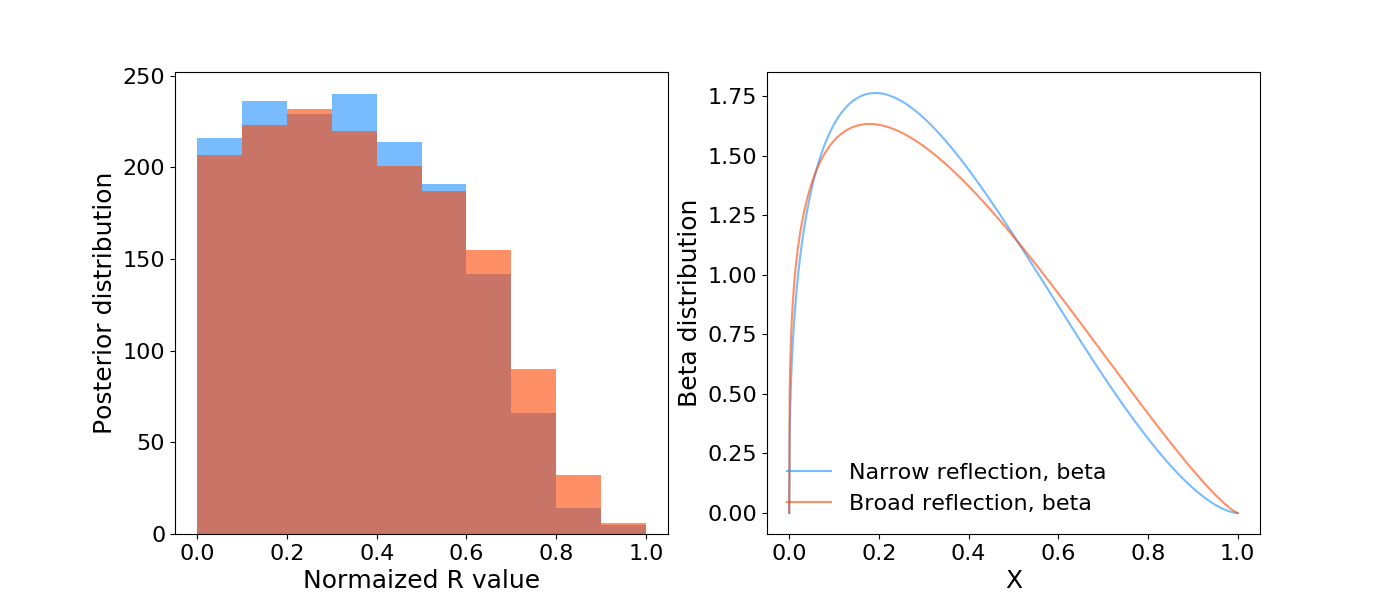 250
200
150
100
50
0
0.0 0.2 0.4 0.6 0.8 1.0
Posterior distribution
Normaized R value
1.75
1.50
1.25
1.00
0.75
0.50
0.25
0.00
0.0 0.2 0.4 0.6 0.8 1.0
Beta distribution
X
Narrow reflection, beta
Broad reflection, beta